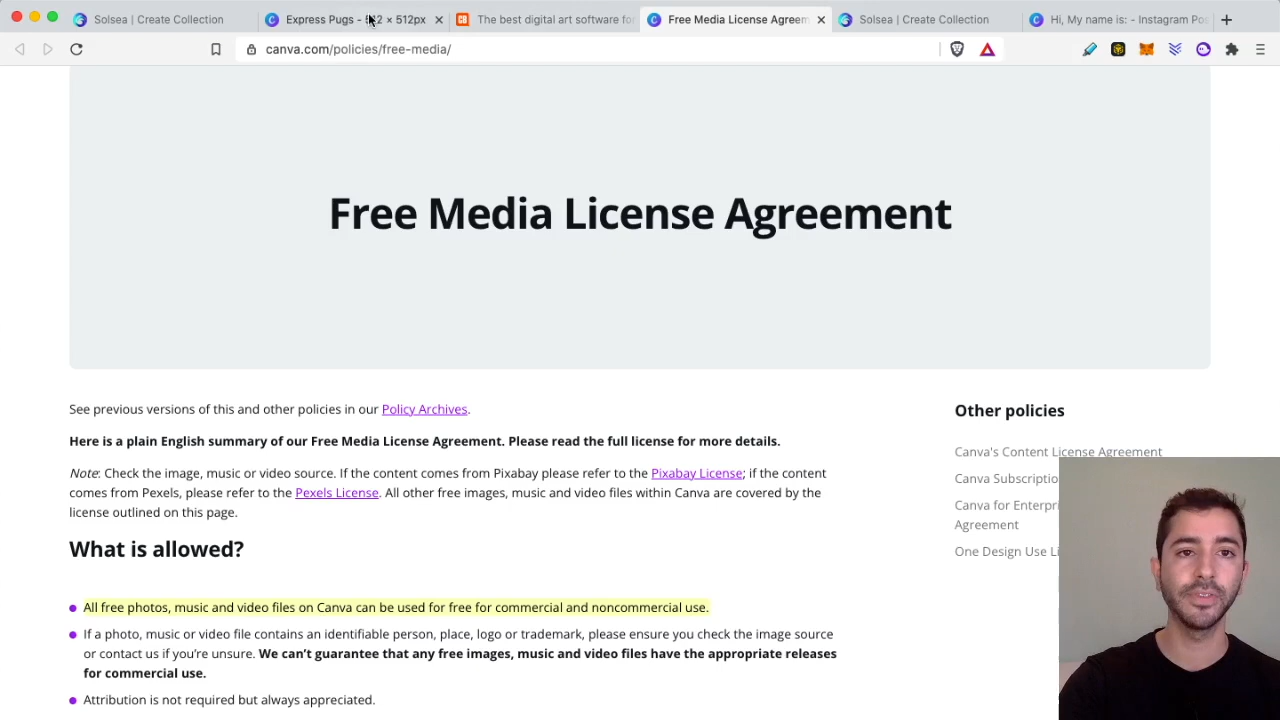 Solsea | Create Collection
Express Pugs - 512 × 512px
The best digital art software for
Free Media License Agreem
Solsea | Create Collection
Hi, My name is: - Instagram Pos
canva.com/policies/free-media/
Free Media License Agreement
See previous versions of this and other policies in our Policy Archives.
Here is a plain English summary of our Free Media License Agreement. Please read the full license for more details.
Note: Check the image, music or video source. If the content comes from Pixabay please refer to the Pixabay License; if the content
comes from Pexels, please refer to the Pexels License. All other free images, music and video files within Canva are covered by the
license outlined on this page.
What is allowed?
All free photos, music and video files on Canva can be used for free for commercial and noncommercial use.
If a photo, music or video file contains an identifiable person, place, logo or trademark, please ensure you check the image source
or contact us if you're unsure. We can't guarantee that any free images, music and video files have the appropriate releases
for commercial use.
Attribution is not required but always appreciated.
Other policies
Canva's Content License Agreement
Canva Subscriptio
Canva for Enterpri
Agreement
One Design Use Li